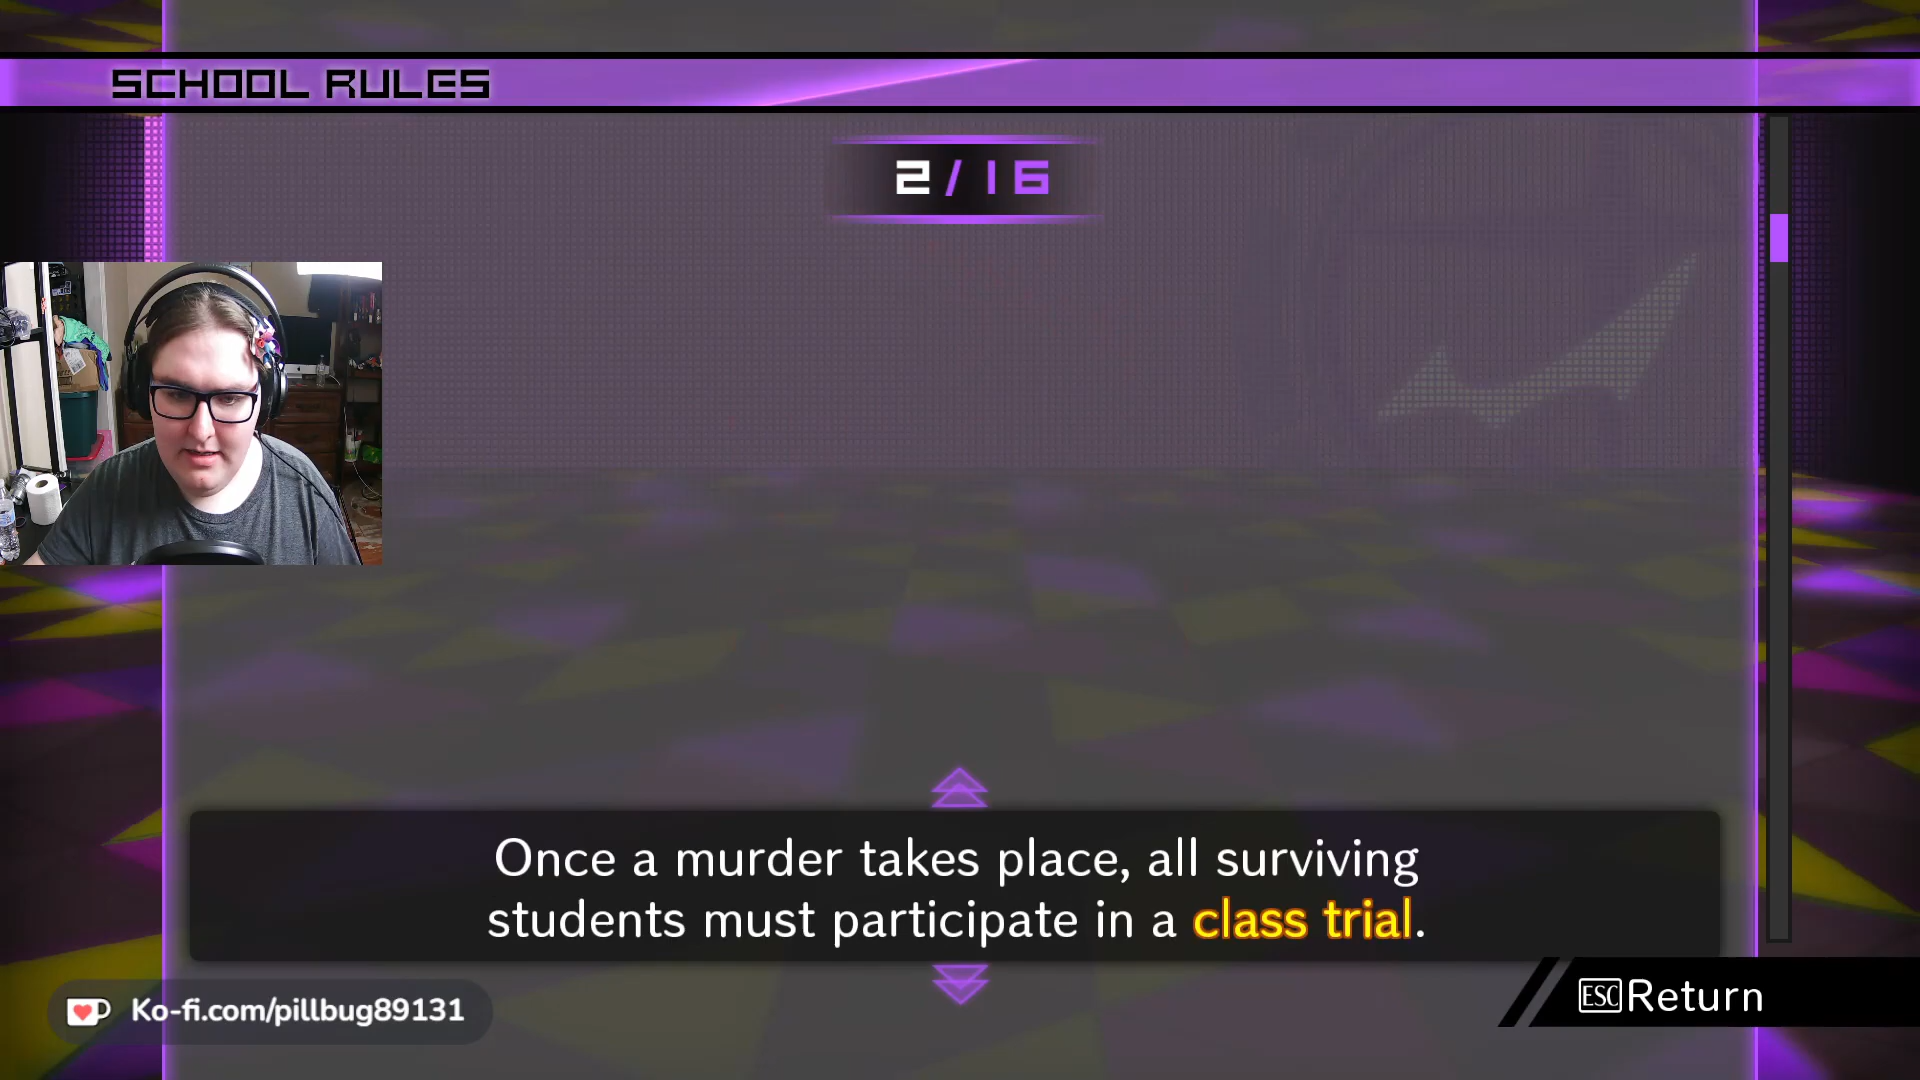 SCHOOL RULES
2/16
Once a murder takes place, all surviving
students must participate in a class trial.
Ko-fi.com/pillbug89131
ESC Return